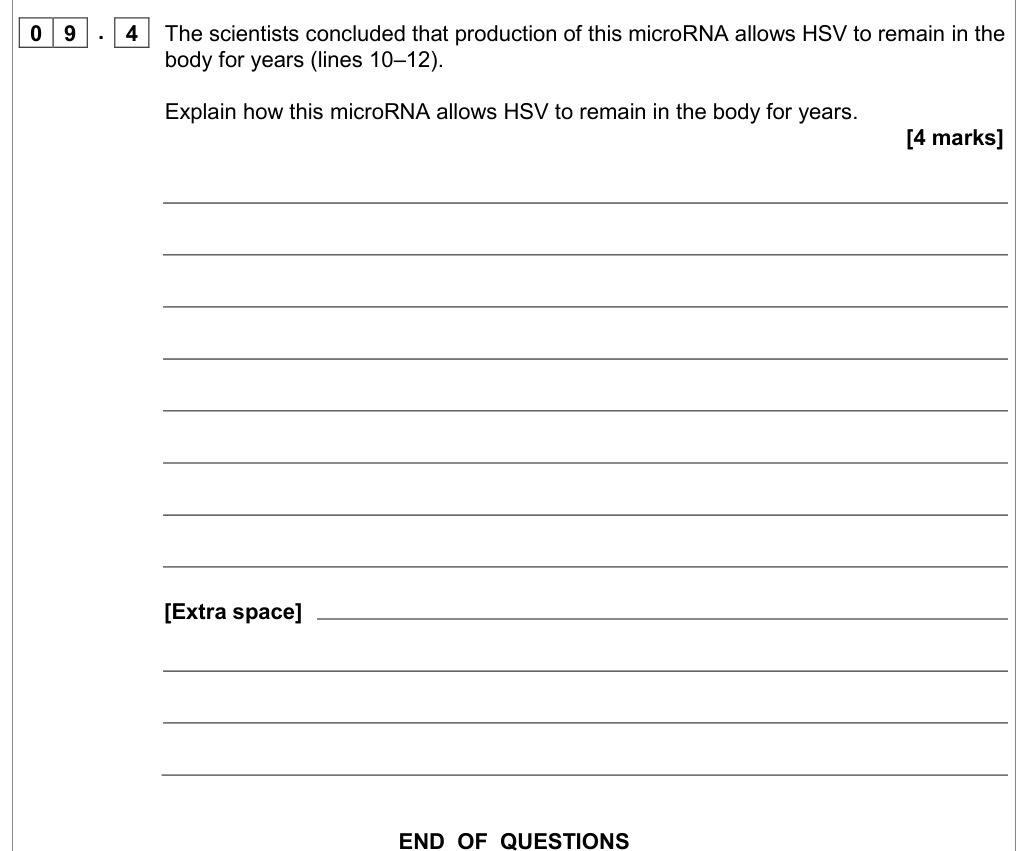 0 9 . 4 The scientists concluded that production of this microRNA allows HSV to remain in the
body for years (lines 10–12).
Explain how this microRNA allows HSV to remain in the body for years.
[4 marks]
[Extra space]
END OF QUESTIONS